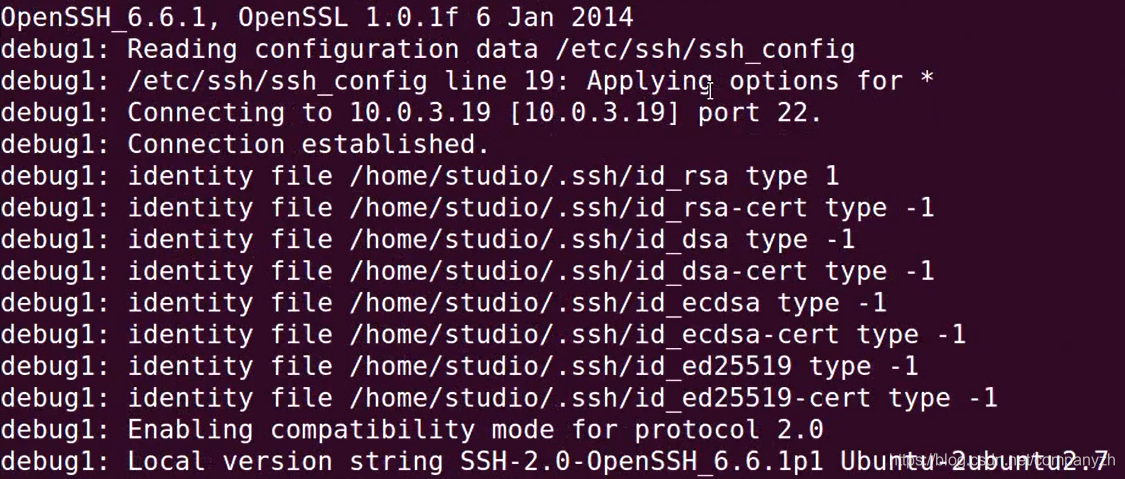 OpenSSH_6.6.1, OpenSSL 1.0.1f 6 Jan 2014
debug1: Reading configuration data /etc/ssh/ssh_config
debug1: /etc/ssh/ssh_config line 19: Applying options for *
debug1: Connecting to 10.0.3.19 [10.0.3.19] port 22.
debug1: Connection established.
debug1: identity file /home/studio/.ssh/id_rsa type 1
debug1: identity file /home/studio/.ssh/id_rsa-cert type -1
debug1: identity file /home/studio/.ssh/id_dsa type -1
debug1: identity file /home/studio/.ssh/id_dsa-cert type -1
debug1: identity file /home/studio/.ssh/id_ecdsa type -1
debug1: identity file /home/studio/.ssh/id_ecdsa-cert type -1
debug1: identity file /home/studio/.ssh/id_ed25519 type -1
debug1: identity file /home/studio/.ssh/id_ed25519-cert type -1
debug1: Enabling compatibility mode for protocol 2.0
debug1: Local version string SSH-2.0-OpenSSH_6.6.1p1 Ubuntu-2ubuntu2.7
https://blog.csdn.net/companyzh